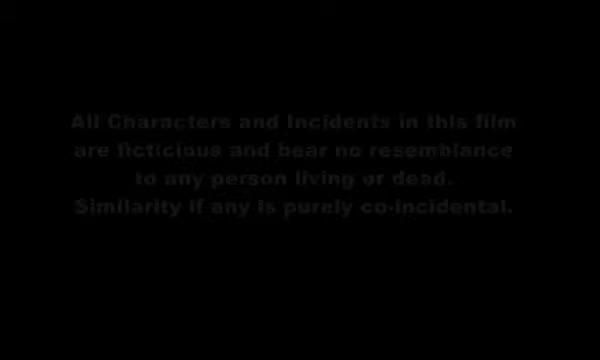 All Characters and Incidents in this film
are ficticious and bear no resemblance
to any person living or dead.
Similarity if any is purely co-incidental.